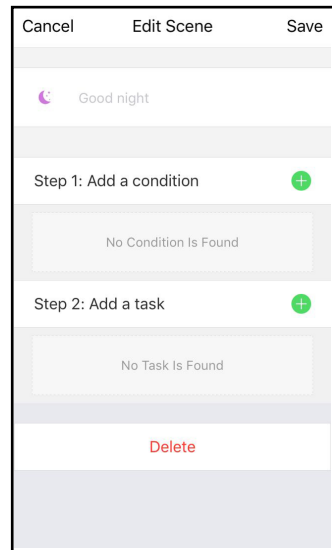 Cancel Edit Scene Save
Good night
Step 1: Add a condition
No Condition Is Found
Step 2: Add a task
No Task Is Found
Delete